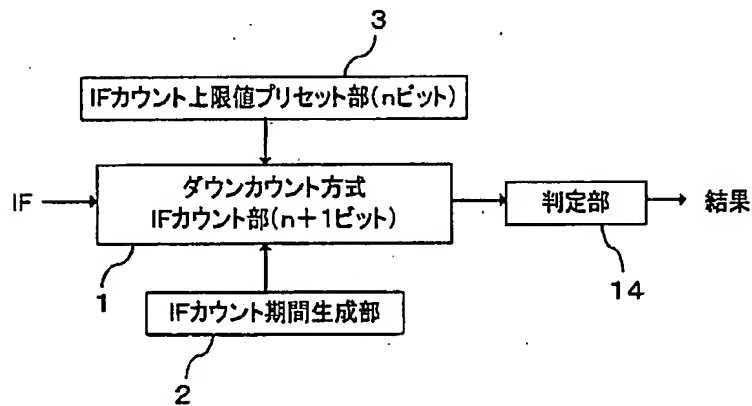 3
IFカウント上限値プリセット部(nビット)
IF
ダウンカウント方式
IFカウント部(n+1ビット)
判定部
結果
1
14
IFカウント期間生成部
2